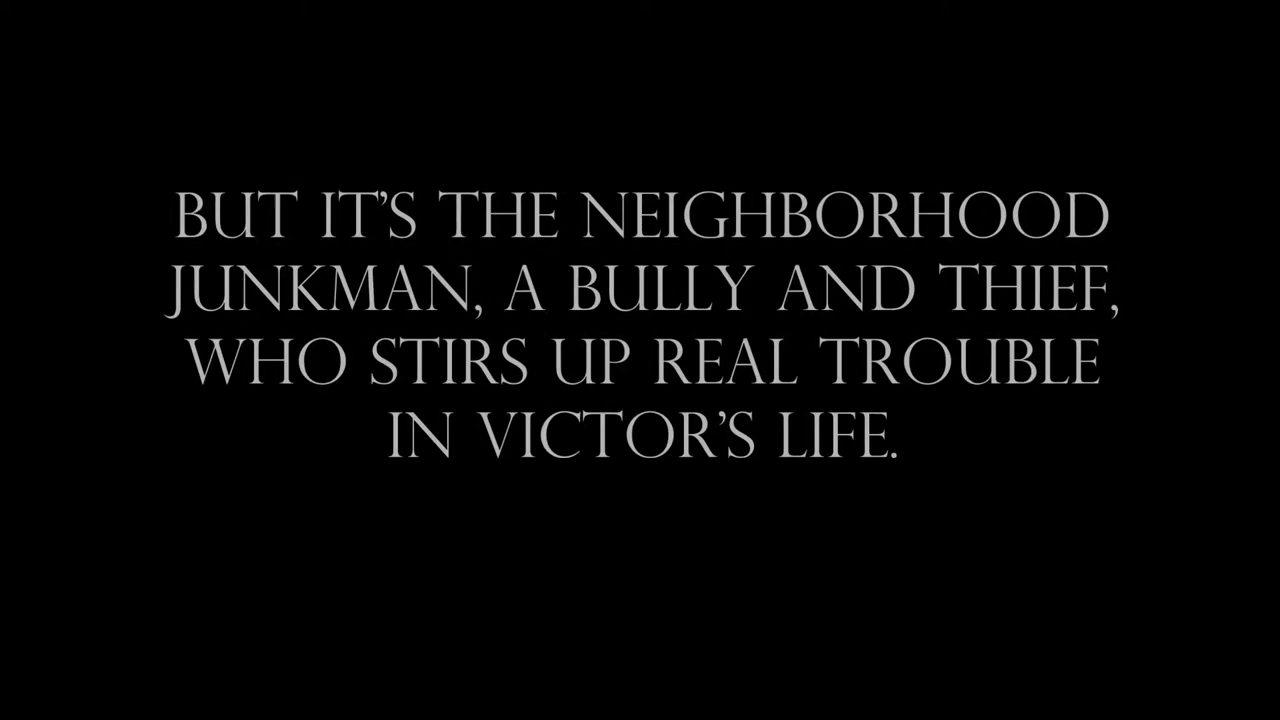 BUT IT'S THE NEIGHBORHOOD
JUNKMAN, A BULLY AND THIEF,
WHO STIRS UP REAL TROUBLE
IN VICTOR'S LIFE.